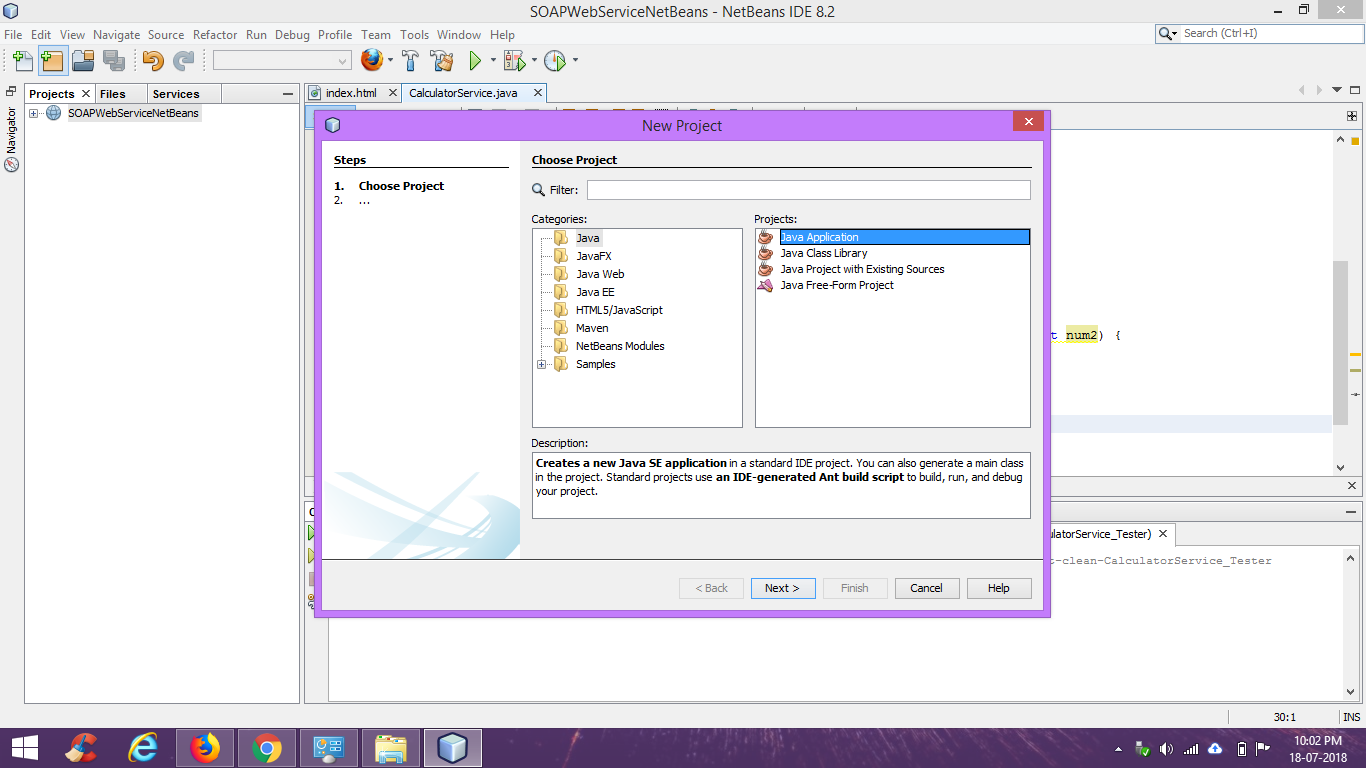 SOAPWebServiceNetBeans - NetBeans IDE 8.2
File Edit View Navigate Source Refactor Run Debug Profile Team Tools Window Help
Search (Ctrl+I)
Projects Files Services
index.html CalculatorService.java
Navigator
SOAPWebServiceNetBeans
New Project
Steps
1. Choose Project
2. ...
Choose Project
Filter:
Categories:
Java
JavaFX
Java Web
Java EE
HTML5/JavaScript
Maven
NetBeans Modules
Samples
Projects:
Java Application
Java Class Library
Java Project with Existing Sources
Java Free-Form Project
Description:
Creates a new Java SE application in a standard IDE project. You can also generate a main class
in the project. Standard projects use an IDE-generated Ant build script to build, run, and debug
your project.
< Back Next > Finish Cancel Help
t num2) {
ulatorService_Tester)
t-clean-CalculatorService_Tester
30:1 INS
10:02 PM
18-07-2018